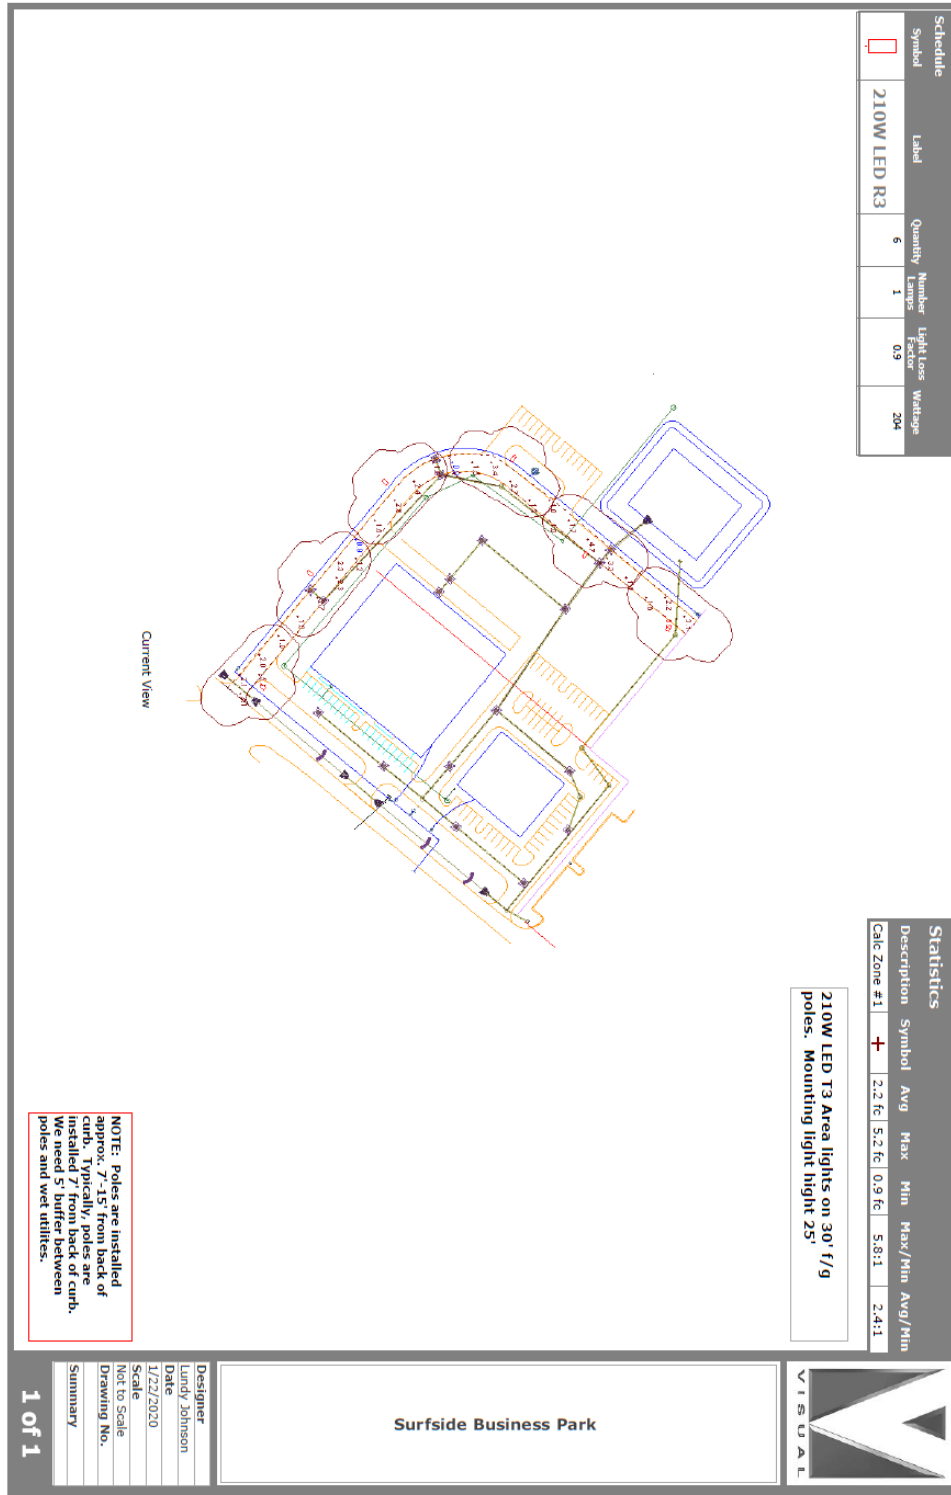 Schedule
Symbol Label Quantity Number Lamps Light Loss Factor Wattage
210W LED R3 6 1 0.9 204
Statistics
Description Symbol Avg Max Min Max/Min Avg/Min
Calc Zone #1 + 2.2 fc 5.2 fc 0.9 fc 5.8:1 2.4:1
210W LED T3 Area lights on 30' f/g
poles. Mounting light hight 25'
Current View
NOTE: Poles are installed
approx. 7'-15' from back of
curb. Typically, poles are
installed 7' from back of curb.
We need 5' buffer between
poles and wet utilites.
VISUAL
Surfside Business Park
Designer
Lundy Johnson
Date
1/22/2020
Scale
Not to Scale
Drawing No.
Summary
1 of 1